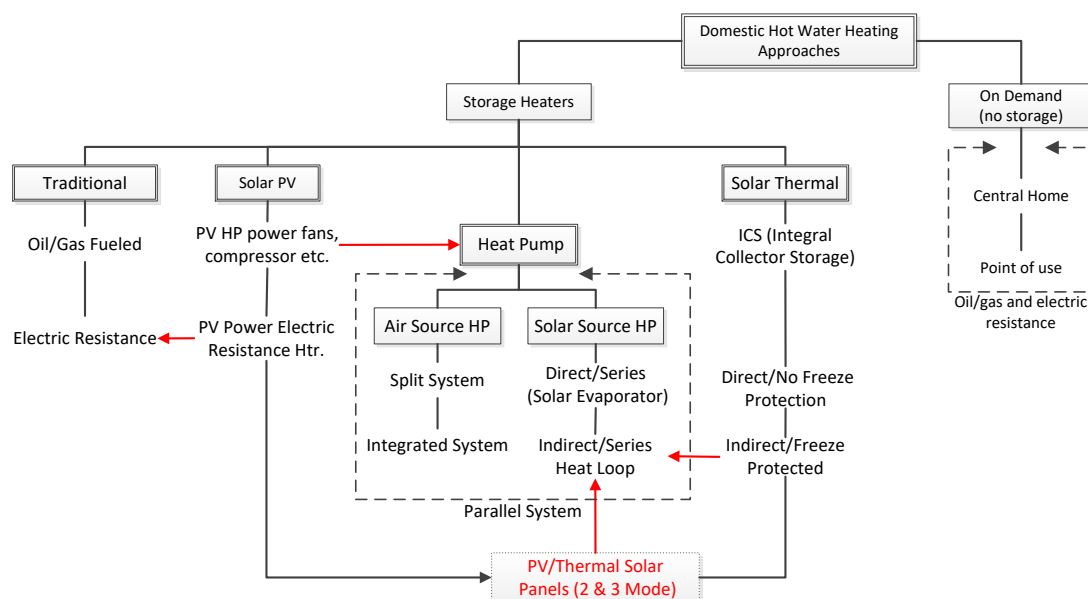 Domestic Hot Water Heating
Approaches
Storage Heaters
On Demand
(no storage)
Traditional
Solar PV
Solar Thermal
Central Home
Oil/Gas Fueled
PV HP power fans,
compressor etc.
Heat Pump
ICS (Integral
Collector Storage)
Point of use
Oil/gas and electric
resistance
Electric Resistance
PV Power Electric
Resistance Htr.
Air Source HP
Solar Source HP
Split System
Direct/Series
(Solar Evaporator)
Direct/No Freeze
Protection
Integrated System
Indirect/Series
Heat Loop
Indirect/Freeze
Protected
Parallel System
PV/Thermal Solar
Panels (2 & 3 Mode)